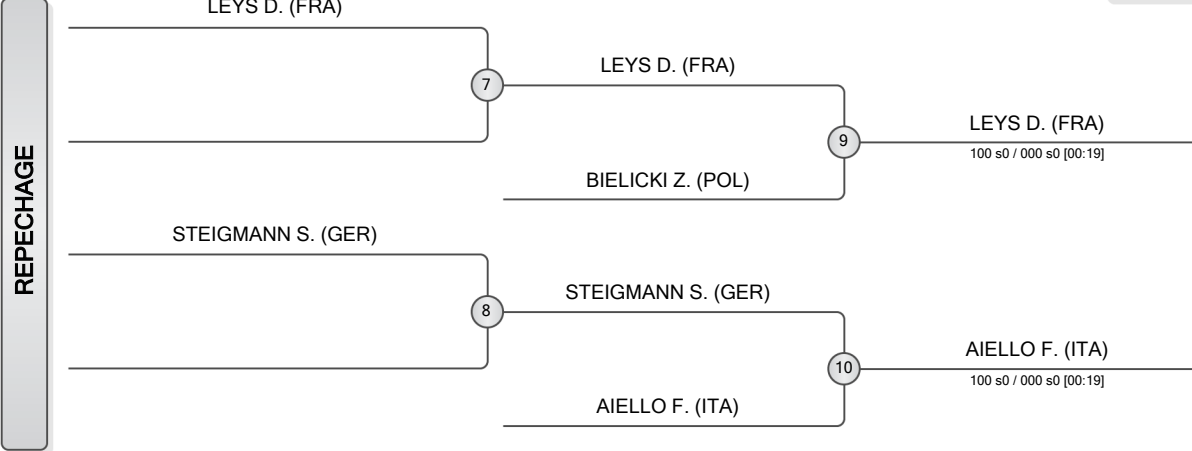 REPECHAGE
LEYS D. (FRA)
7
LEYS D. (FRA)
9
LEYS D. (FRA)
100 s0 / 000 s0 [00:19]
BIELICKI Z. (POL)
STEIGMANN S. (GER)
8
STEIGMANN S. (GER)
10
AIELLO F. (ITA)
100 s0 / 000 s0 [00:19]
AIELLO F. (ITA)